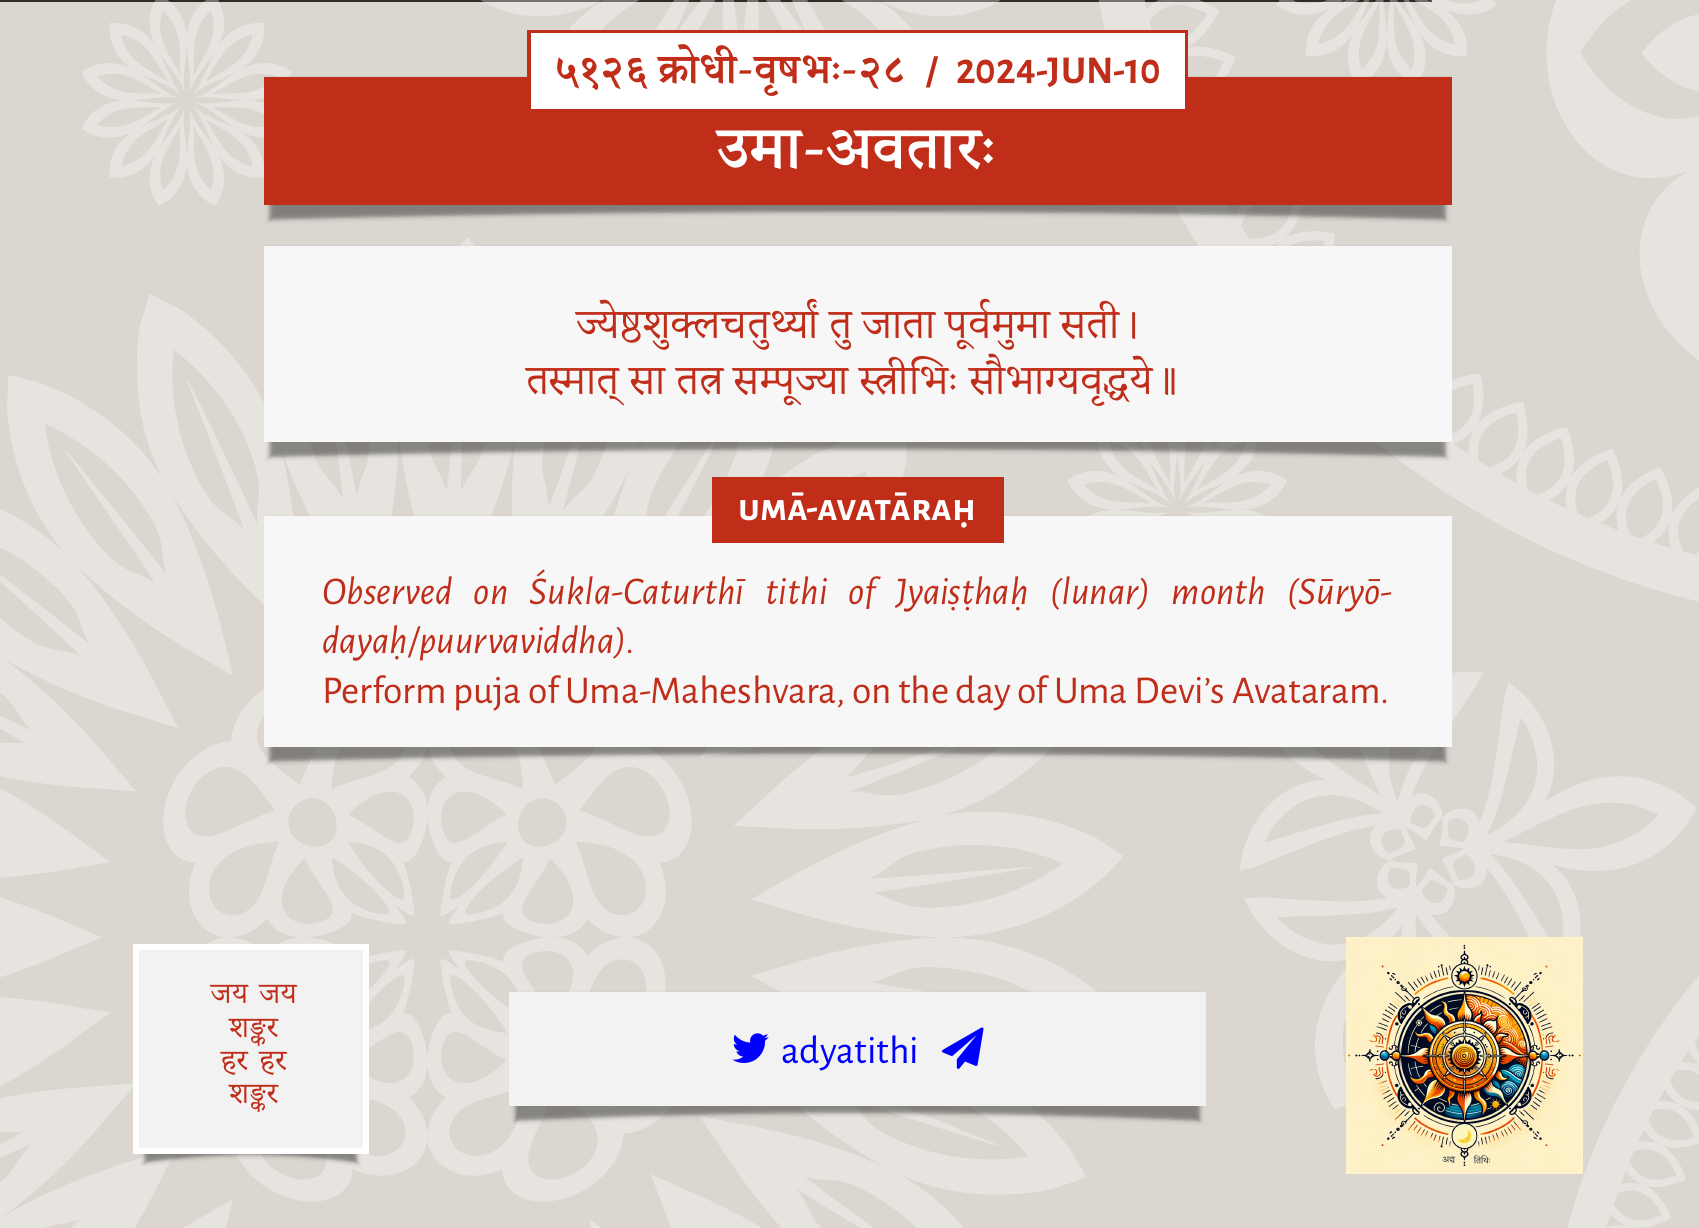 ५१२६ क्रोधी-वृषभः-२८ / 2024-JUN-10
उमा-अवतारः
ज्येष्ठशुक्लचतुर्थ्यां तु जाता पूर्वमुमा सती।
तस्मात् सा तत्र सम्पूज्या स्त्रीभिः सौभाग्यवृद्धये॥
UMĀ-AVATĀRAḤ
Observed on Śukla-Caturthī tithi of Jyaiṣṭhaḥ (lunar) month (Sūryō-
dayaḥ/puurvaviddha).
Perform puja of Uma-Maheshvara, on the day of Uma Devi’s Avataram.
जय जय
शङ्कर
हर हर
शङ्कर
adyatithi
अद्य तिथिः